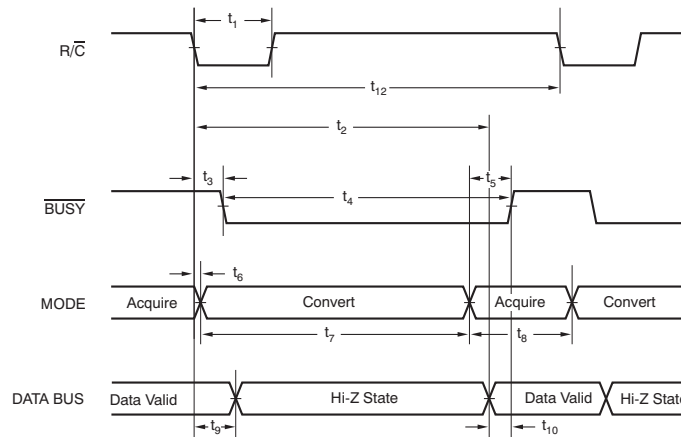 t₁
R/C̅
t₁₂
t₂
t₃
t₅
B̅U̅S̅Y̅
t₄
t₆
MODE
Acquire
Convert
Acquire
Convert
t₇
t₈
DATA BUS
Data Valid
Hi-Z State
Data Valid
Hi-Z State
t₉
t₁₀